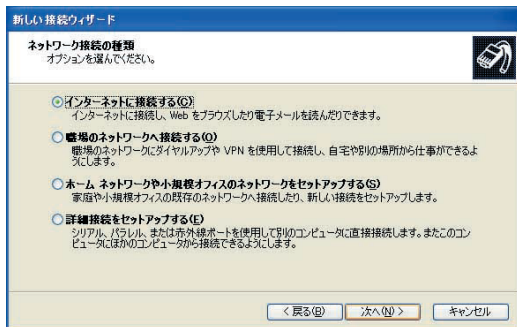 新しい接続ウィザード
ネットワーク接続の種類
オプションを選んでください。
インターネットに接続する(C)
インターネットに接続し、Web をブラウズしたり電子メールを読んだりできます。
職場のネットワークへ接続する(O)
職場のネットワークにダイヤルアップや VPN を使用して接続し、自宅や別の場所から仕事ができるよ
うにします。
ホーム ネットワークや小規模オフィスのネットワークをセットアップする(S)
家庭や小規模オフィスの既存のネットワークへ接続したり、新しい接続をセットアップします。
詳細接続をセットアップする(E)
シリアル、パラレル、または赤外線ポートを使用して別のコンピュータに直接接続します。またこのコン
ピュータにほかのコンピュータから接続できるようにします。
< 戻る(B) 次へ(N) > キャンセル